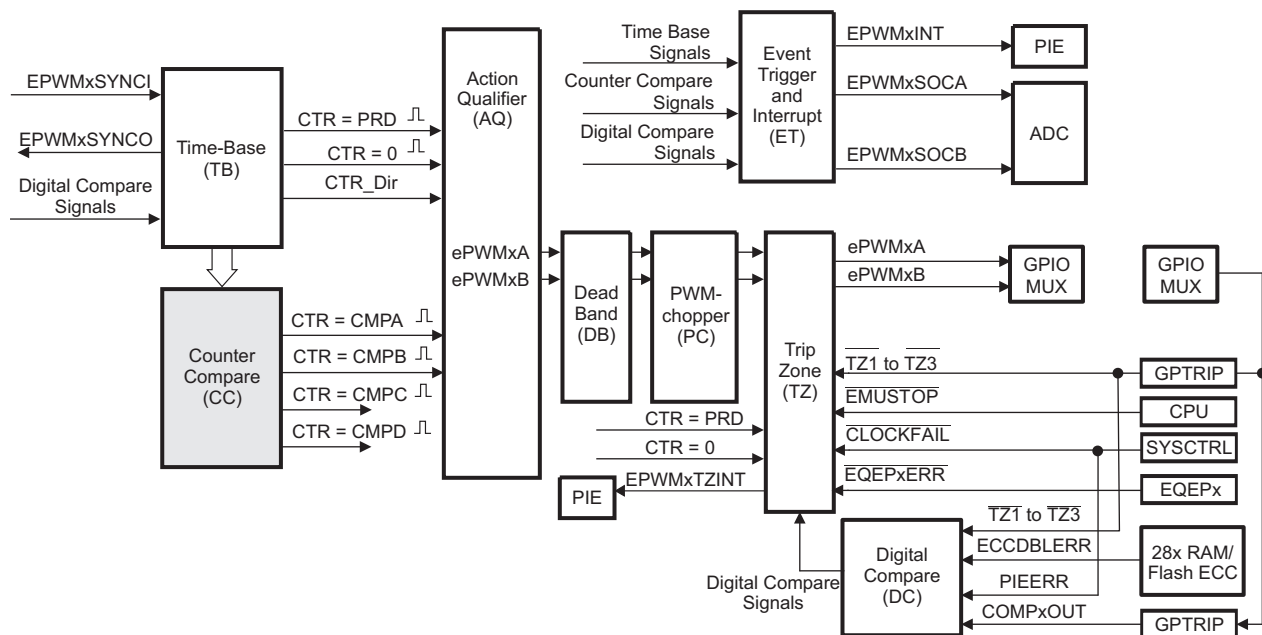 EPWMxSYNCI
EPWMxSYNCO
Digital Compare
Signals
Time-Base
(TB)
CTR = PRD
CTR = 0
CTR_Dir
Counter
Compare
(CC)
CTR = CMPA
CTR = CMPB
CTR = CMPC
CTR = CMPD
Action
Qualifier
(AQ)
ePWMxA
ePWMxB
Time Base
Signals
Counter Compare
Signals
Digital Compare
Signals
Event
Trigger
and
Interrupt
(ET)
EPWMxINT
EPWMxSOCA
EPWMxSOCB
PIE
ADC
Dead
Band
(DB)
PWM-
chopper
(PC)
Trip
Zone
(TZ)
ePWMxA
ePWMxB
GPIO
MUX
GPIO
MUX
TZ1 to TZ3
GPTRIP
EMUSTOP
CPU
CLOCKFAIL
SYSCTRL
EQEPxERR
EQEPx
CTR = PRD
CTR = 0
EPWMxTZINT
PIE
Digital Compare
Signals
Digital
Compare
(DC)
TZ1 to TZ3
ECCDBLERR
28x RAM/
Flash ECC
PIEERR
COMPxOUT
GPTRIP